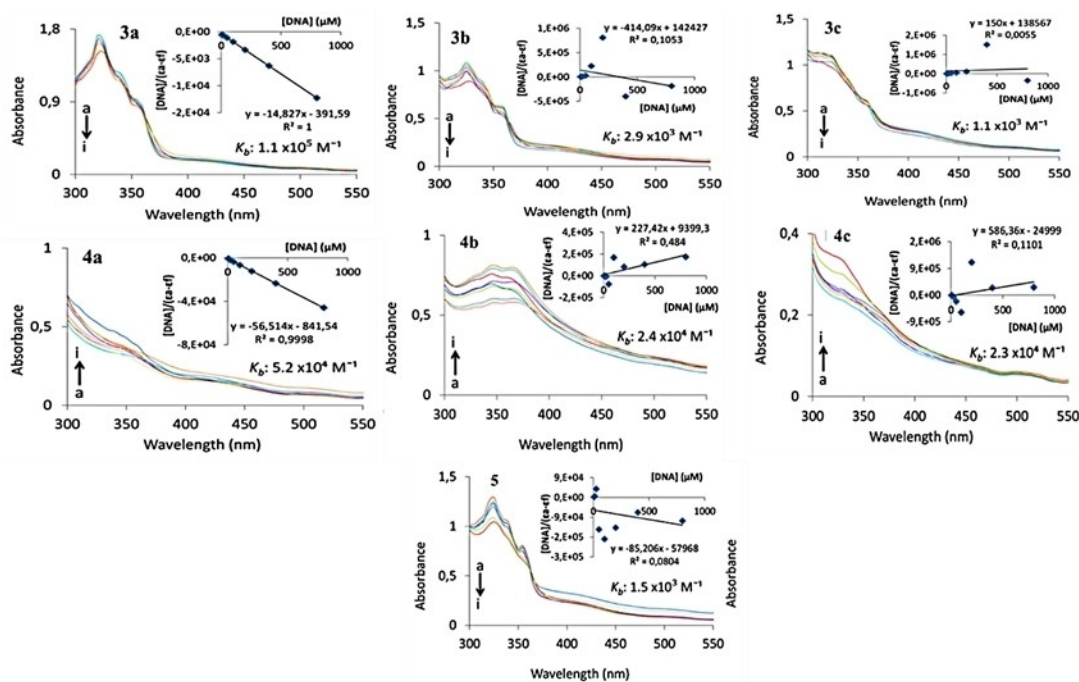 3a
Absorbance
1,8
0,9
0
300 350 400 450 500 550
Wavelength (nm)
a
i
[DNA] (μM)
0 500 1000
[DNA]/(εa-εf)
0,E+00
-5,E+03
-1,E+04
-2,E+04
-2,E+04
y = -14,827x - 391,59
R² = 1
Kb: 1.1 x10⁵ M⁻¹
3b
Absorbance
1,5
1
0,5
0
300 350 400 450 500 550
Wavelength (nm)
a
i
y = -414,09x + 142427
R² = 0,1053
[DNA]/(εa-εf)
1,E+06
5,E+05
0,E+00
-5,E+05
0 500 1000
[DNA] (μM)
Kb: 2.9 x10³ M⁻¹
3c
Absorbance
1,5
1
0,5
0
300 350 400 450 500 550
Wavelength (nm)
a
i
y = 150x + 138567
R² = 0,0055
[DNA]/(εa-εf)
2,E+06
1,E+06
0,E+00
-1,E+06
0 500 1000
[DNA] (μM)
Kb: 1.1 x10³ M⁻¹
4a
Absorbance
1
0,5
0
300 350 400 450 500 550
Wavelength (nm)
i
a
[DNA] (μM)
0 500 1000
[DNA]/(εa-εf)
0,E+00
-4,E+04
-8,E+04
y = -56,514x - 841,54
R² = 0,9998
Kb: 5.2 x10⁴ M⁻¹
4b
Absorbance
1
0,5
0
300 350 400 450 500 550
Wavelength (nm)
i
a
y = 227,42x + 9399,3
R² = 0,484
[DNA]/(εa-εf)
4,E+05
2,E+05
0,E+00
-2,E+05
0 500 1000
[DNA] (μM)
Kb: 2.4 x10⁴ M⁻¹
4c
Absorbance
0,4
0,2
0
300 350 400 450 500 550
Wavelength (nm)
i
a
y = 586,36x - 24999
R² = 0,1101
[DNA]/(εa-εf)
2,E+06
9,E+05
0,E+00
-9,E+05
0 500 1000
[DNA] (μM)
Kb: 2.3 x10⁴ M⁻¹
5
Absorbance
1,5
1
0,5
0
300 350 400 450 500 550
Wavelength (nm)
a
i
[DNA] (μM)
0 500 1000
[DNA]/(εa-εf)
9,E+04
0,E+00
-9,E+04
-2,E+05
-3,E+05
y = -85,206x - 57968
R² = 0,0804
Kb: 1.5 x10³ M⁻¹
Absorbance